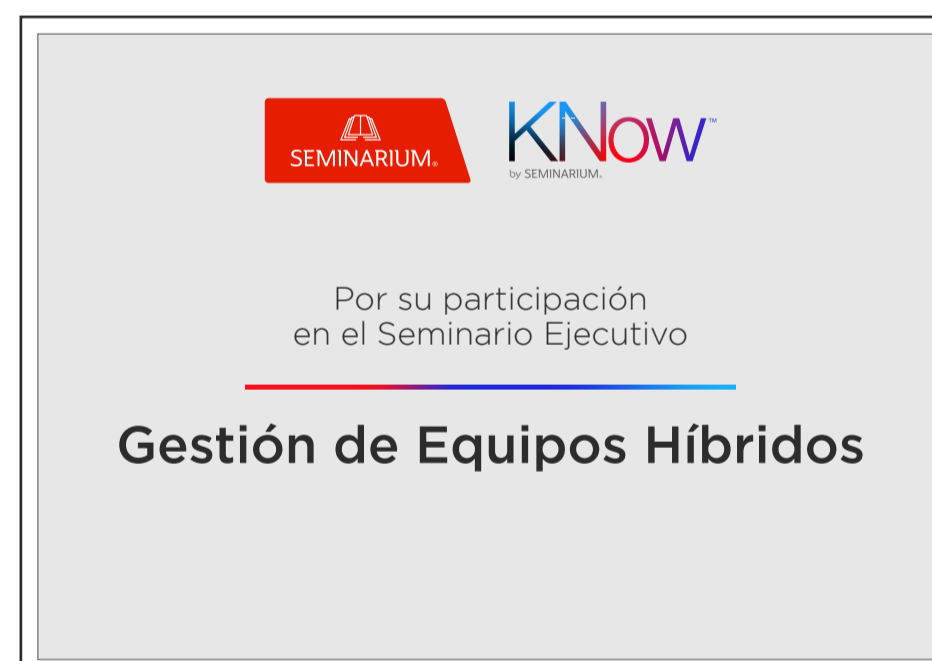 SEMINARIUM®
KNow™
by SEMINARIUM®
Por su participación
en el Seminario Ejecutivo
Gestión de Equipos Híbridos